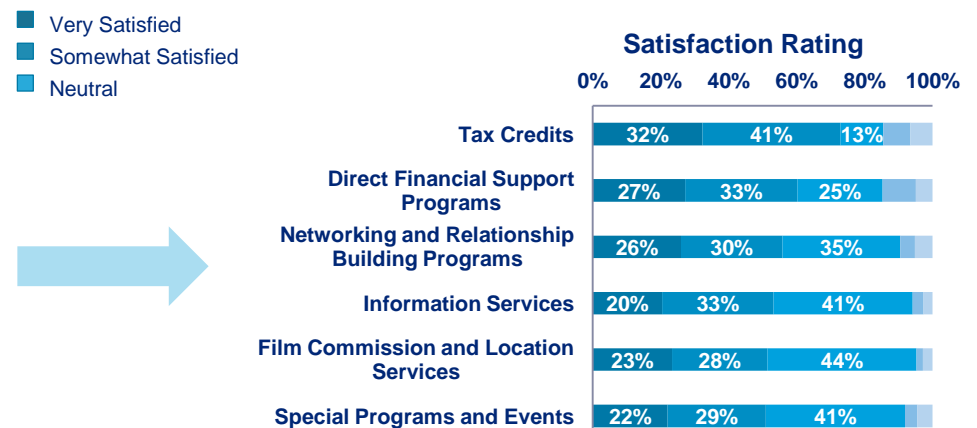 Very Satisfied
Somewhat Satisfied
Neutral
Satisfaction Rating
0% 20% 40% 60% 80% 100%
Tax Credits 32% 41% 13%
Direct Financial Support
Programs 27% 33% 25%
Networking and Relationship
Building Programs 26% 30% 35%
Information Services 20% 33% 41%
Film Commission and Location
Services 23% 28% 44%
Special Programs and Events 22% 29% 41%